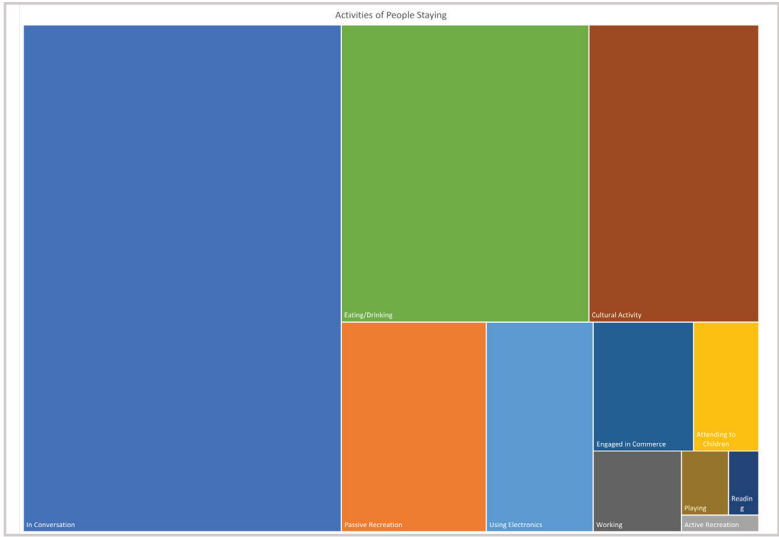 Activities of People Staying
Eating/Drinking
Cultural Activity
Attending to
Children
Engaged in Commerce
Readin
g
Playing
In Conversation
Passive Recreation
Using Electronics
Working
Active Recreation